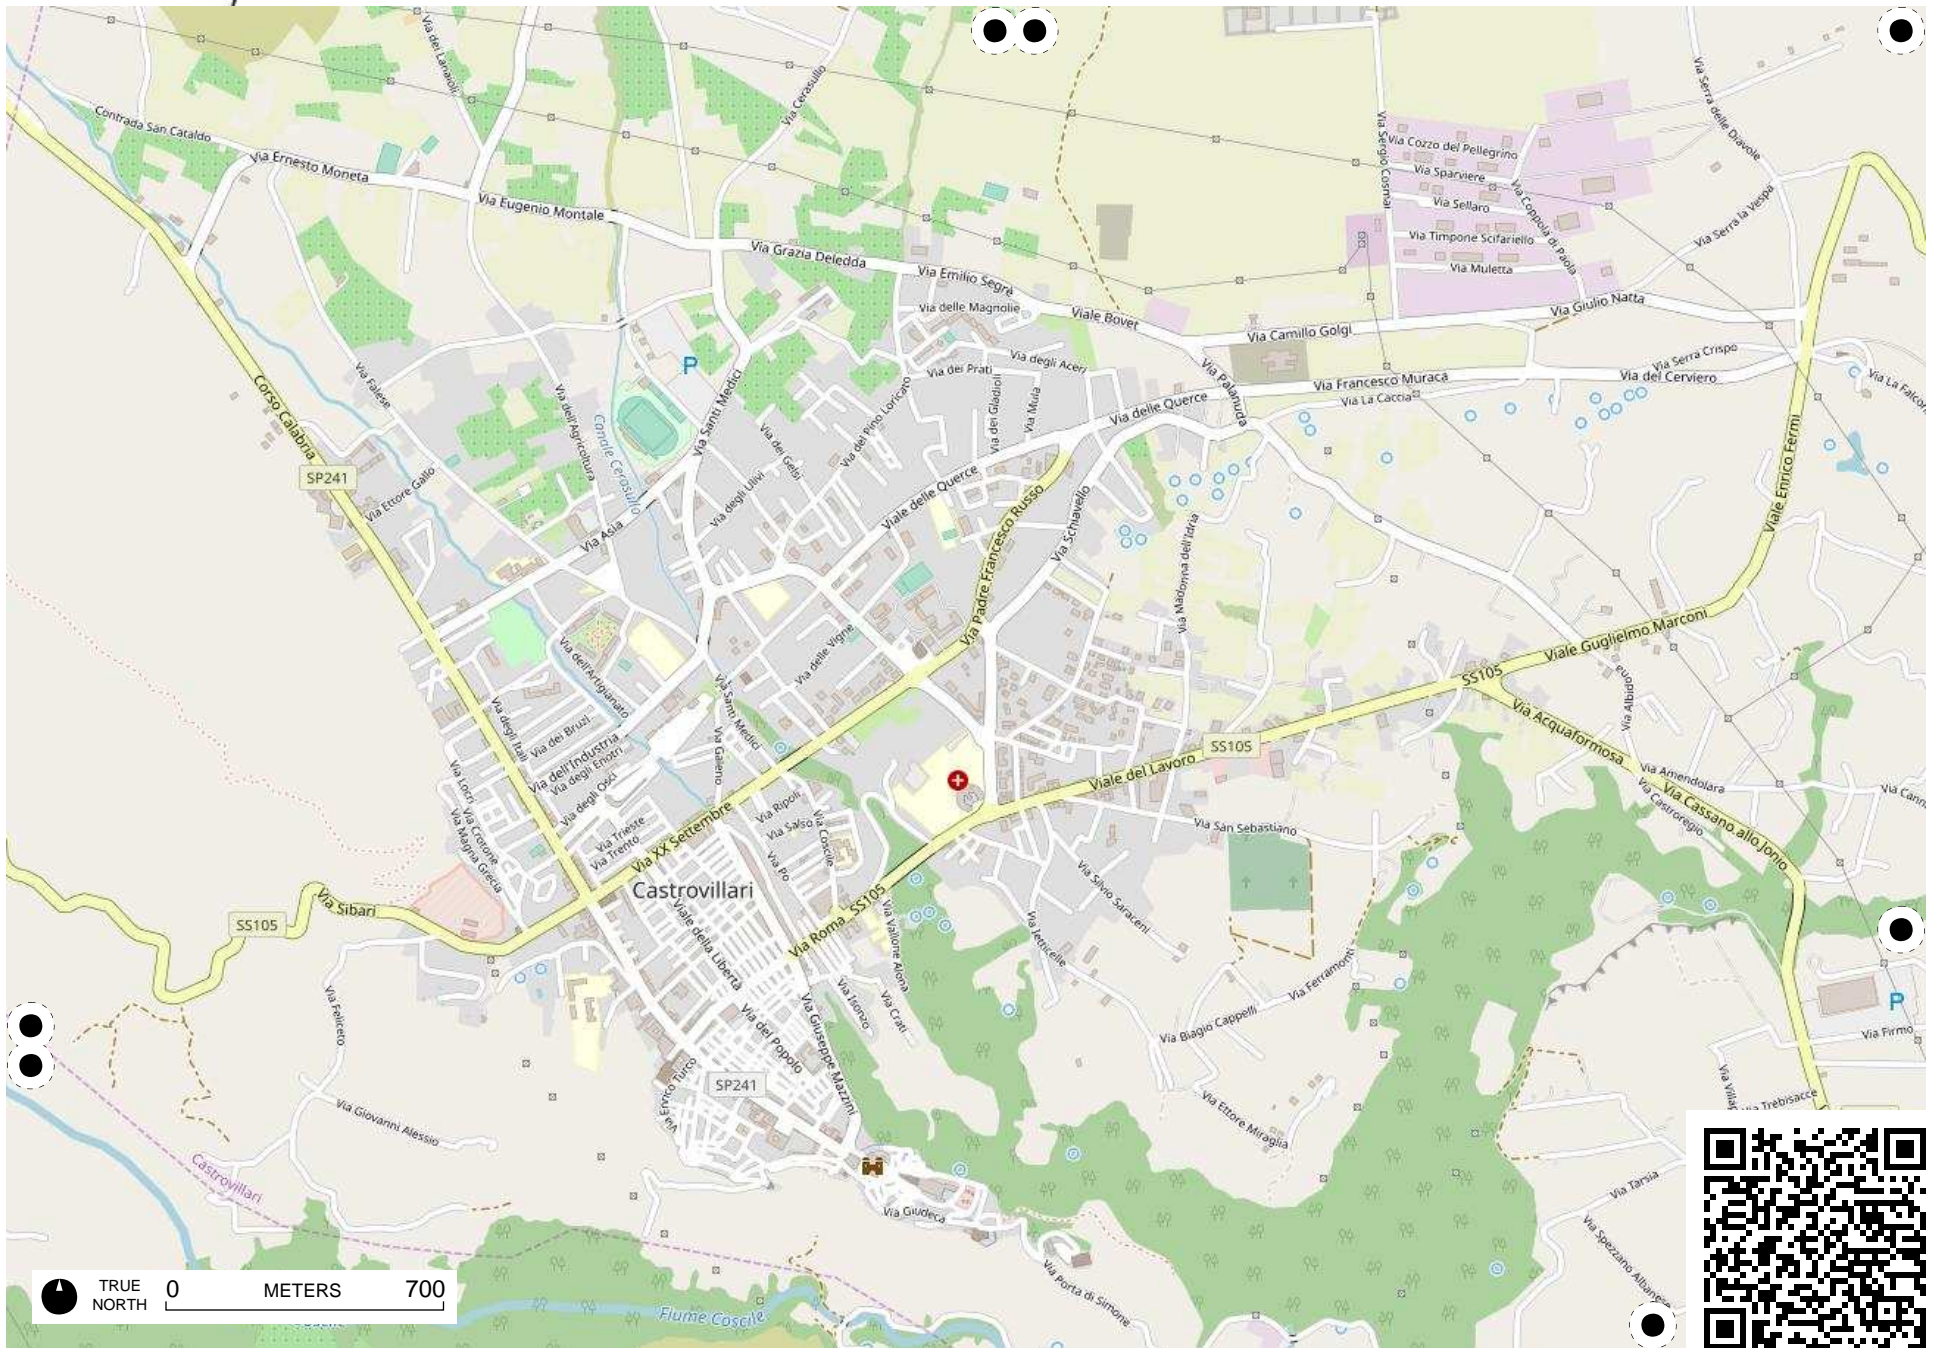 Via dei Lanaioli
Via Cerasullo
Contrada San Cataldo
Via Ernesto Moneta
Via Eugenio Montale
Via Grazia Deledda
Via Emilio Segrè
Via delle Magnolie
Viale Bovet
Via Sergio Cosmai
Via Cozzo del Pellegrino
Via Sparviere
Via Sellaro
Via Timpone Scifariello
Via Muletta
Via Coppola di Paola
Via Serra delle Diavole
Via Serra la Vespa
Via Giulio Natta
Via Camillo Golgi
Via Palanuda
Via Francesco Muraca
Via La Caccia
Via Serra Crispo
Via del Cerviero
Via La Falcon
Corso Calabria
SP241
Via Falese
Via Ettore Gallo
Via dell'Agricoltura
Canale Cerasullo
P
Via Santi Medici
Via dei Gelsi
Via degli Ulivi
Via del Pino Loricato
Via dei Prati
Via degli Aceri
Via dei Gladioli
Via Mula
Via delle Querce
Viale delle Querce
Via Asia
Via Padre Francesco Russo
Via Schiavello
Via Madonna dell'Idria
Viale Enrico Fermi
Viale Guglielmo Marconi
SS105
Via Albidona
Via Acquaformosa
Via Amendolara
Via Castroregio
Via Cassano allo Jonio
Via Cann
Via delle Vigne
Via dell'Artigianato
Via Santi Medici
Via Galeno
Via degli Itali
Via dei Bruzi
Via dell'Industria
Via degli Enotri
Via degli Osci
Via Locri
Via Crotone
Via Magna Grecia
Via Trieste
Via Trento
Via XX Settembre
Via Ripoli
Via Salso
Via Coscile
Via Po
SS105
Viale del Lavoro
Via San Sebastiano
Castrovillari
Via Sibari
SS105
Via Roma
SS105
Viale della Libertà
Via Vallone Alona
Via Isonzo
Via Crati
Via Ietticelle
Via Silvio Saraceni
Via Ferramonti
Via Biagio Cappelli
Via Ettore Miraglia
Via Feliceto
Via Giovanni Alessio
Via del Popolo
Via Giuseppe Mazzini
SP241
Via Enrico Turco
P
Via Firmo
Via Villap
Via Trebisacce
Via Tarsia
Via Spezzano Albanese
Castrovillari
Via Giudeca
Via Porta di Simone
Fiume Coscile
TRUE NORTH
0 METERS 700